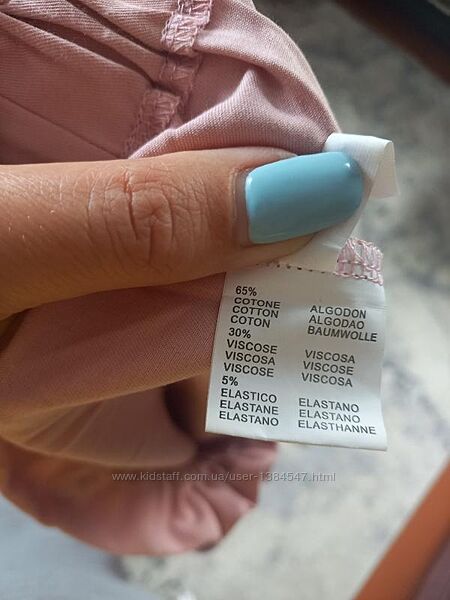 65%
COTONE ALGODON
COTTON ALGODAO
COTON BAUMWOLLE
30%
VISCOSE VISCOSA
VISCOSA VISCOSE
VISCOSE VISCOSA
5%
ELASTICO ELASTANO
ELASTANE ELASTANO
ELASTANO ELASTHANNE
www.kidstaff.com.ua/user-1384547.html